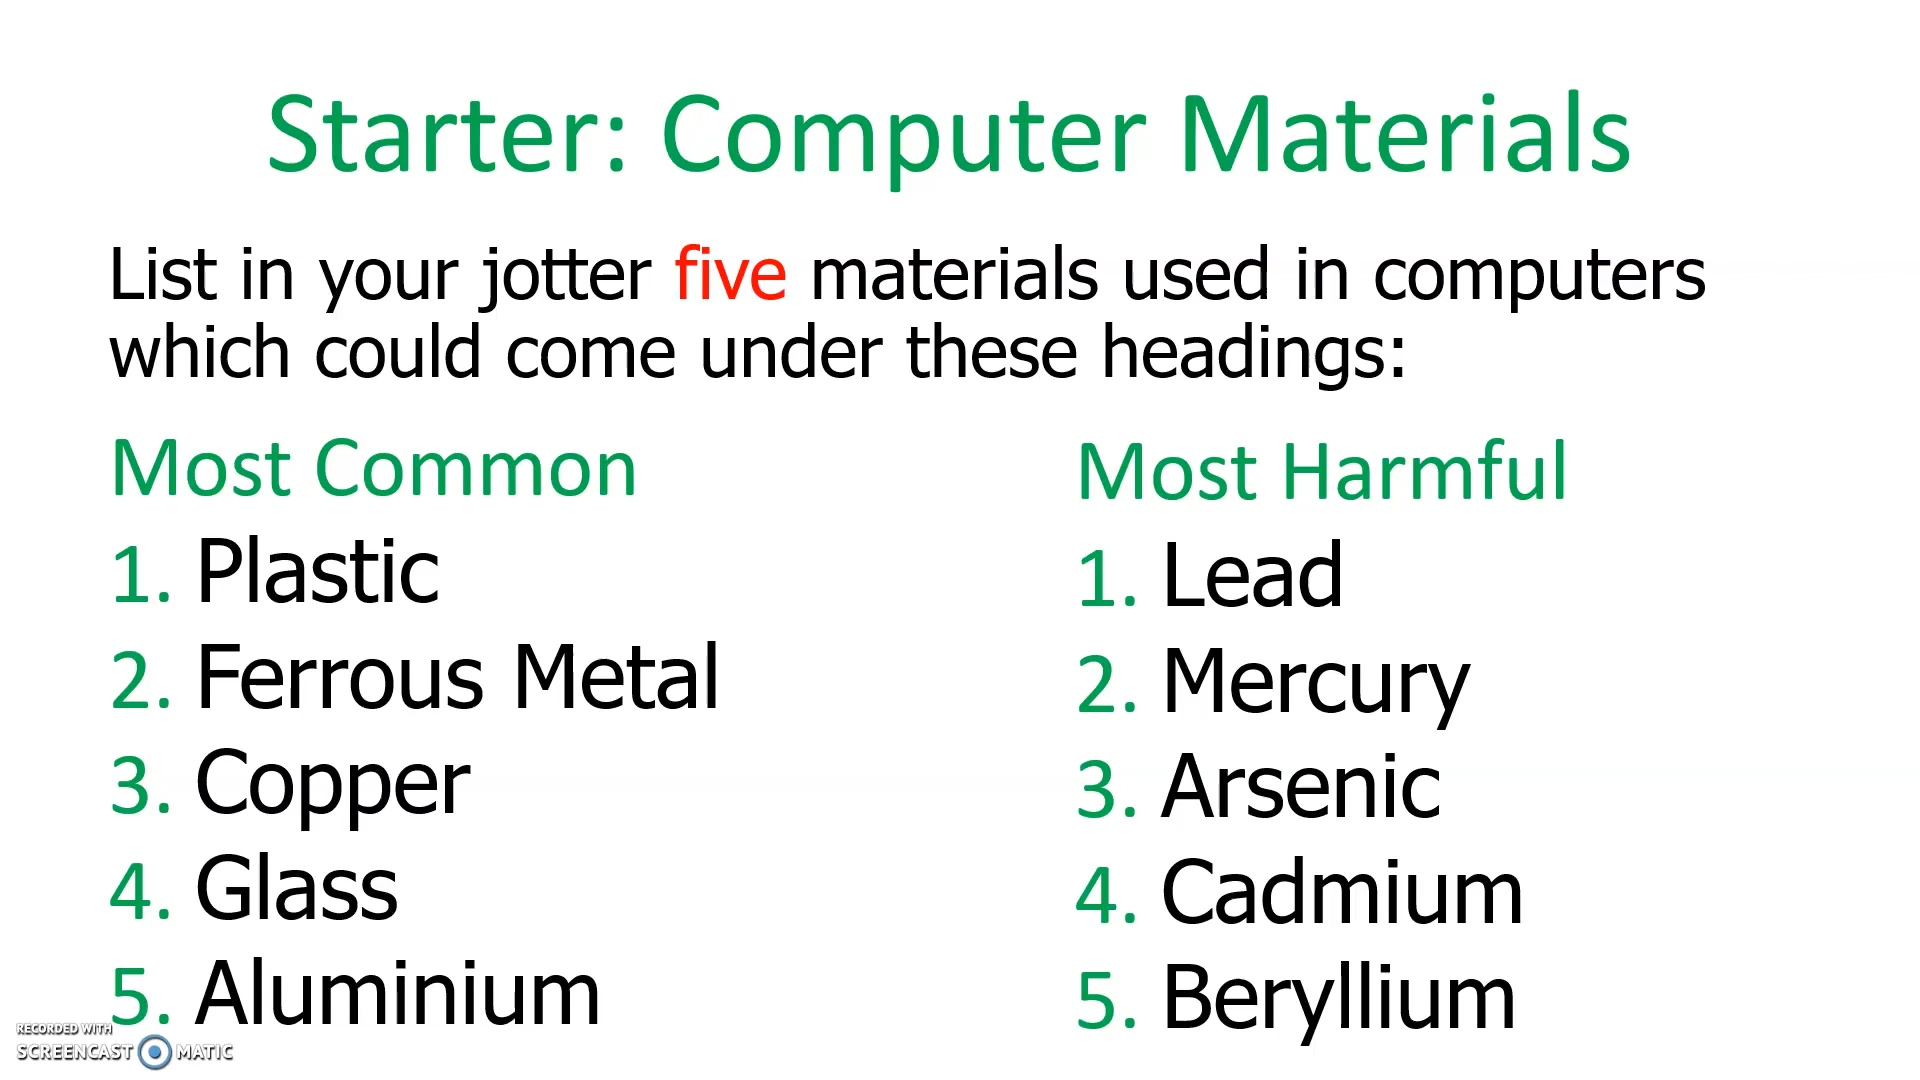 Starter: Computer Materials
List in your jotter five materials used in computers
which could come under these headings:
Most Common
1. Plastic
2. Ferrous Metal
3. Copper
4. Glass
5. Aluminium
Most Harmful
1. Lead
2. Mercury
3. Arsenic
4. Cadmium
5. Beryllium
RECORDED WITH
SCREENCAST MATIC